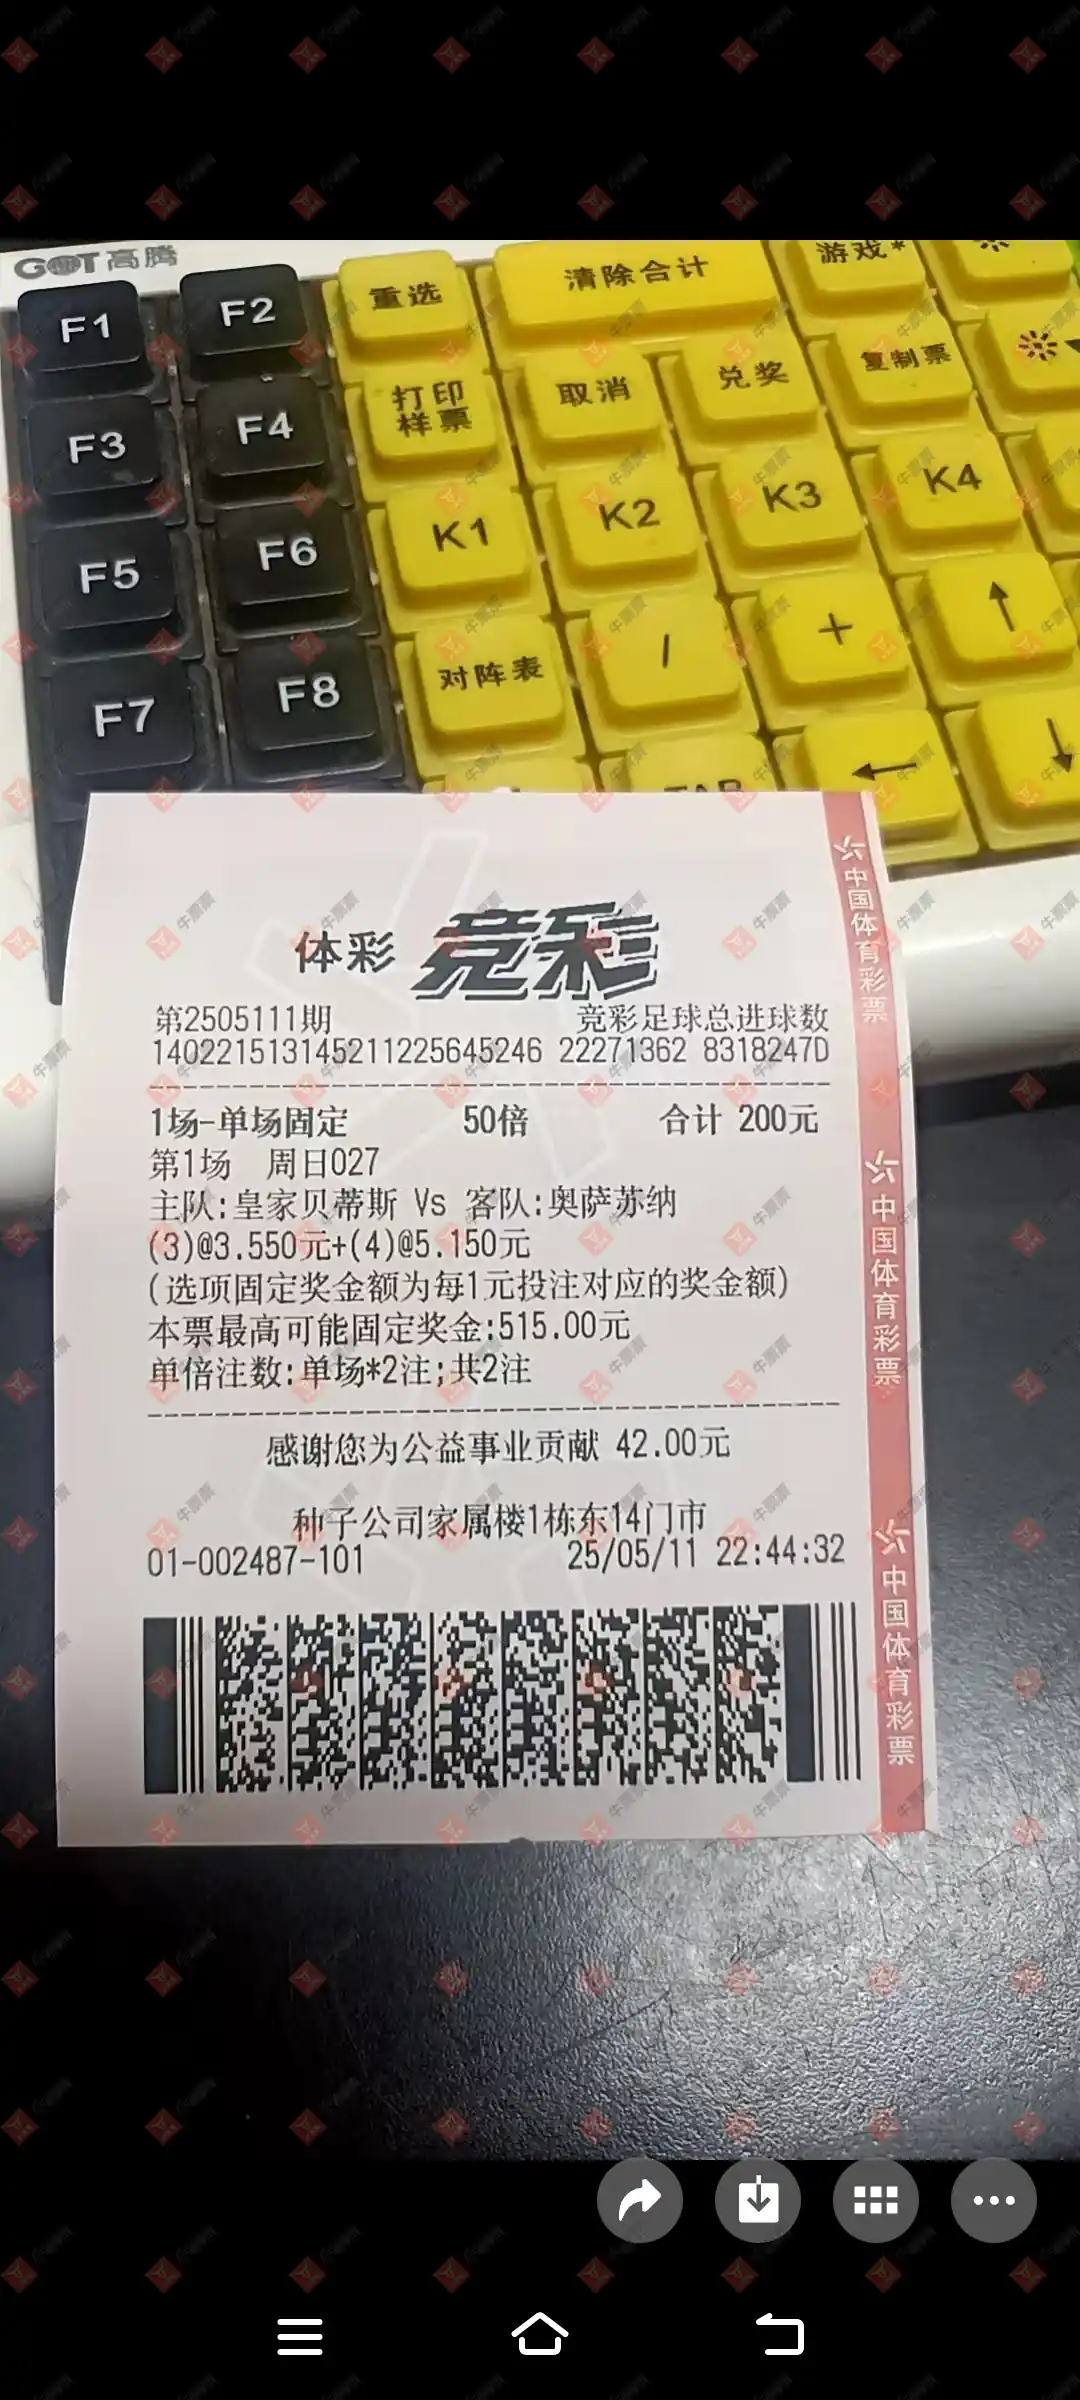 GOT高腾
F1
F2
重选
清除合计
游戏*
F3
F4
打印
样票
取消
兑奖
复制票
F5
F6
K1
K2
K3
K4
F7
F8
对阵表
/
+
↑
TAB
←
↓
体彩 竞彩
第2505111期 竞彩足球总进球数
140221513145211225645246 22271362 8318247D
1场-单场固定 50倍 合计 200元
第1场 周日027
主队:皇家贝蒂斯 Vs 客队:奥萨苏纳
(3)@3.550元+(4)@5.150元
(选项固定奖金额为每1元投注对应的奖金额)
本票最高可能固定奖金:515.00元
单倍注数:单场*2注;共2注
感谢您为公益事业贡献 42.00元
种子公司家属楼1栋东14门市
01-002487-101 25/05/11 22:44:32
中国体育彩票
中国体育彩票
中国体育彩票
牛票票